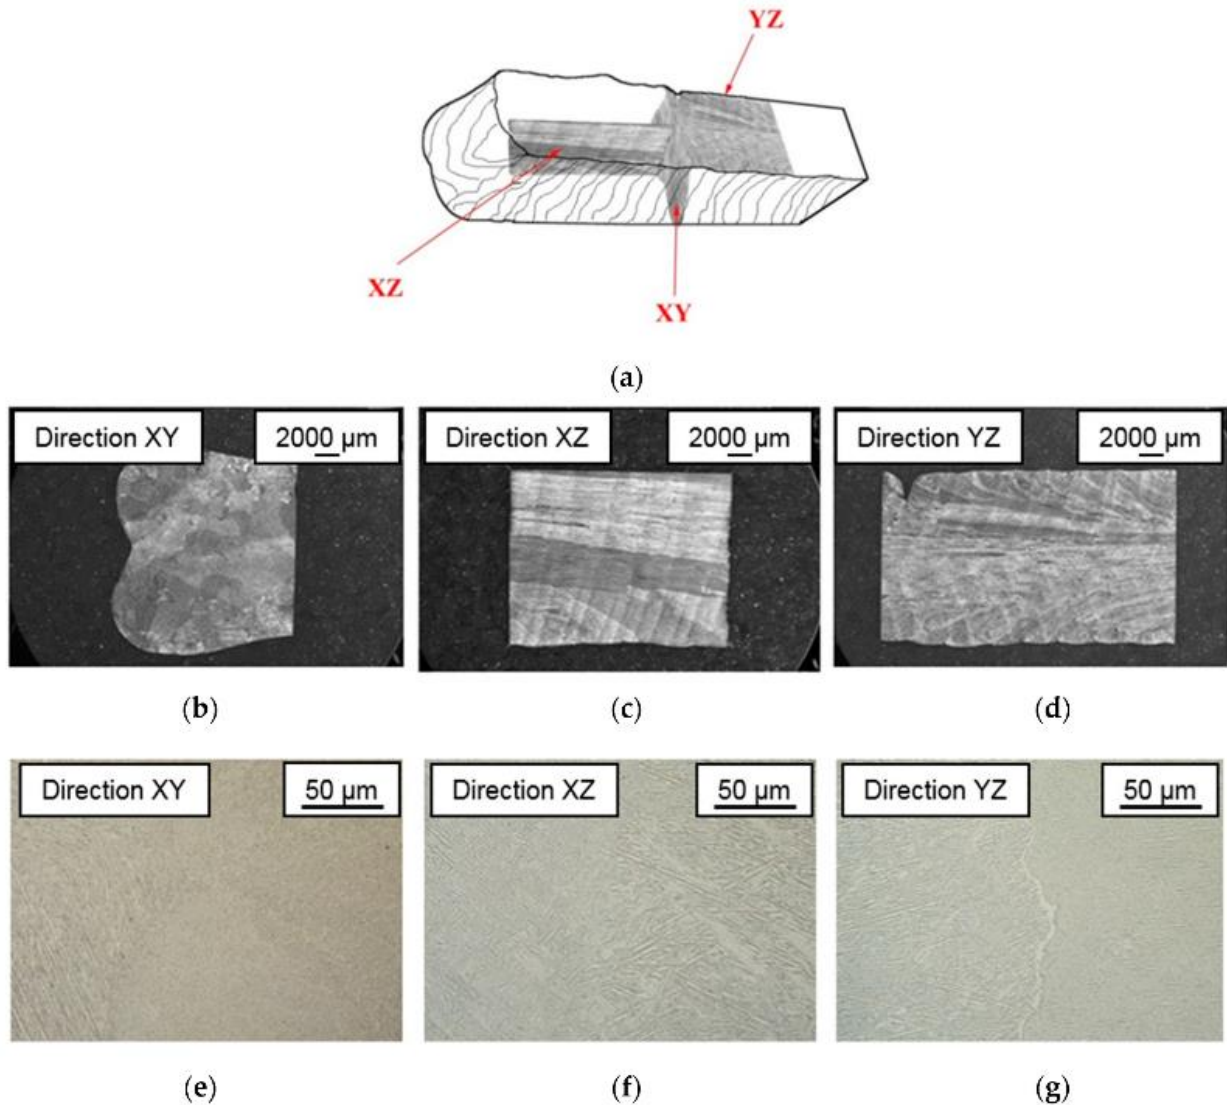 YZ
XZ
XY
(a)
Direction XY
2000 µm
Direction XZ
2000 µm
Direction YZ
2000 µm
(b)
(c)
(d)
Direction XY
50 µm
Direction XZ
50 µm
Direction YZ
50 µm
(e)
(f)
(g)